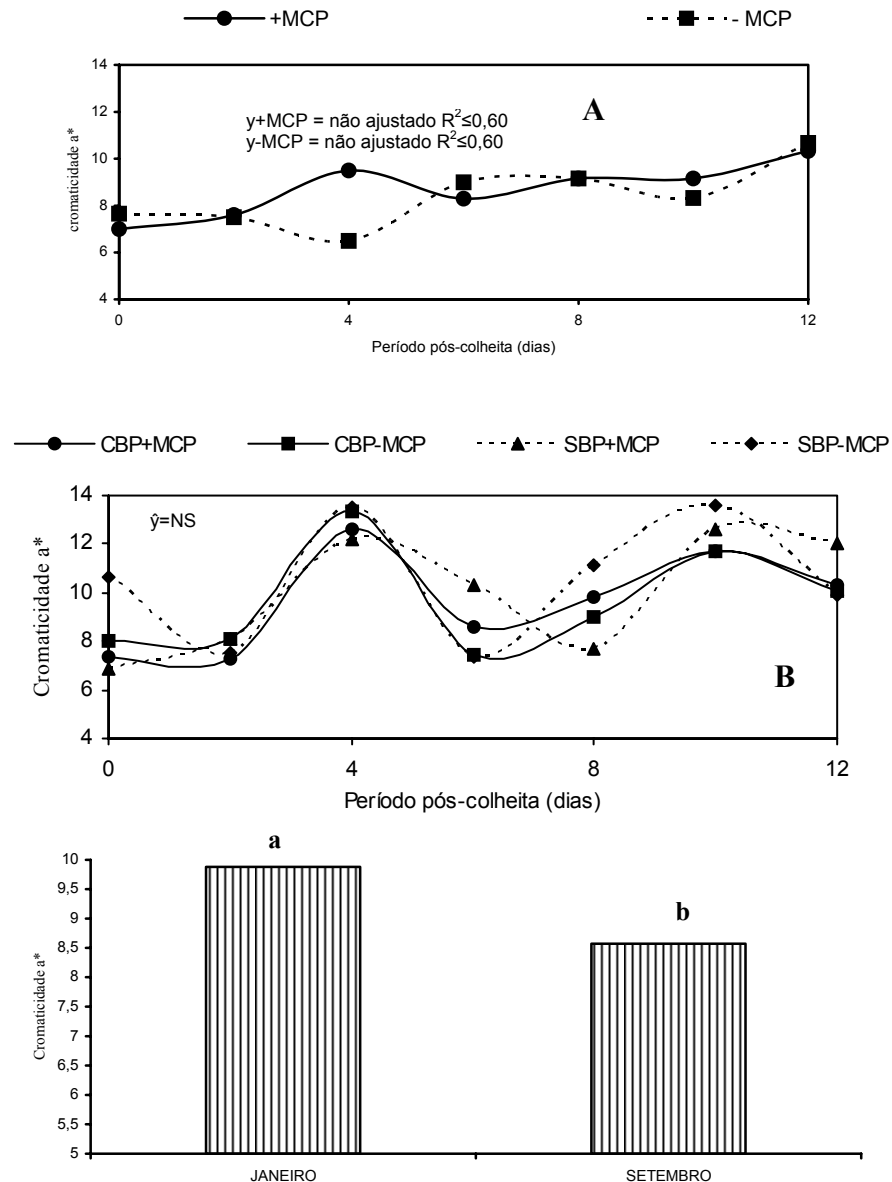 +MCP - MCP
14
12
10
8
6
4
cromaticidade a*
A
y+MCP = não ajustado R²≤0,60
y-MCP = não ajustado R²≤0,60
0 4 8 12
Período pós-colheita (dias)
CBP+MCP CBP-MCP SBP+MCP SBP-MCP
14
12
10
8
6
4
Cromaticidade a*
ŷ=NS
B
0 4 8 12
Período pós-colheita (dias)
10
9,5
9
8,5
8
7,5
7
6,5
6
5,5
5
Cromaticidade a*
a
b
JANEIRO SETEMBRO